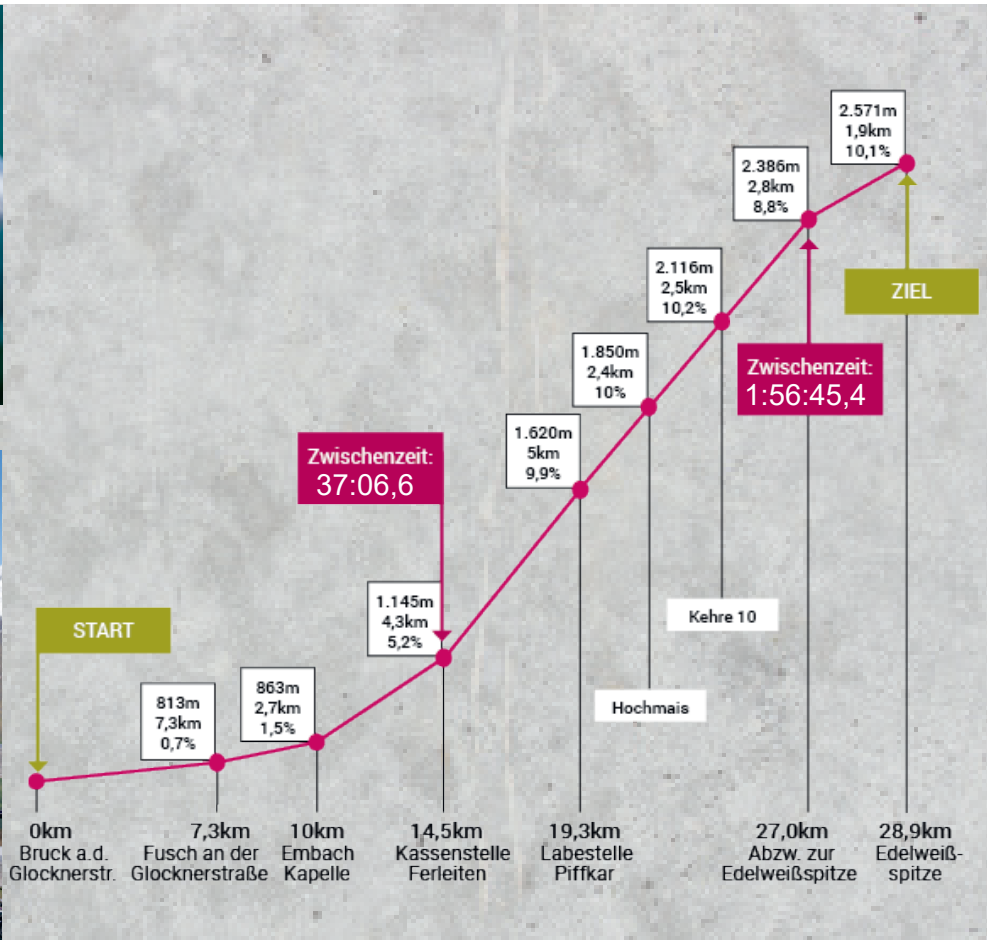 2.571m
1,9km
10,1%
2.386m
2,8km
8,8%
2.116m
2,5km
10,2%
ZIEL
1.850m
2,4km
10%
Zwischenzeit:
1:56:45,4
1.620m
5km
9,9%
Zwischenzeit:
37:06,6
1.145m
4,3km
5,2%
Kehre 10
START
863m
2,7km
1,5%
813m
7,3km
0,7%
Hochmais
0km
Bruck a.d.
Glocknerstr.
7,3km
Fusch an der
Glocknerstraße
10km
Embach
Kapelle
14,5km
Kassenstelle
Ferleiten
19,3km
Labestelle
Piffkar
27,0km
Abzw. zur
Edelweißspitze
28,9km
Edelweiß-
spitze